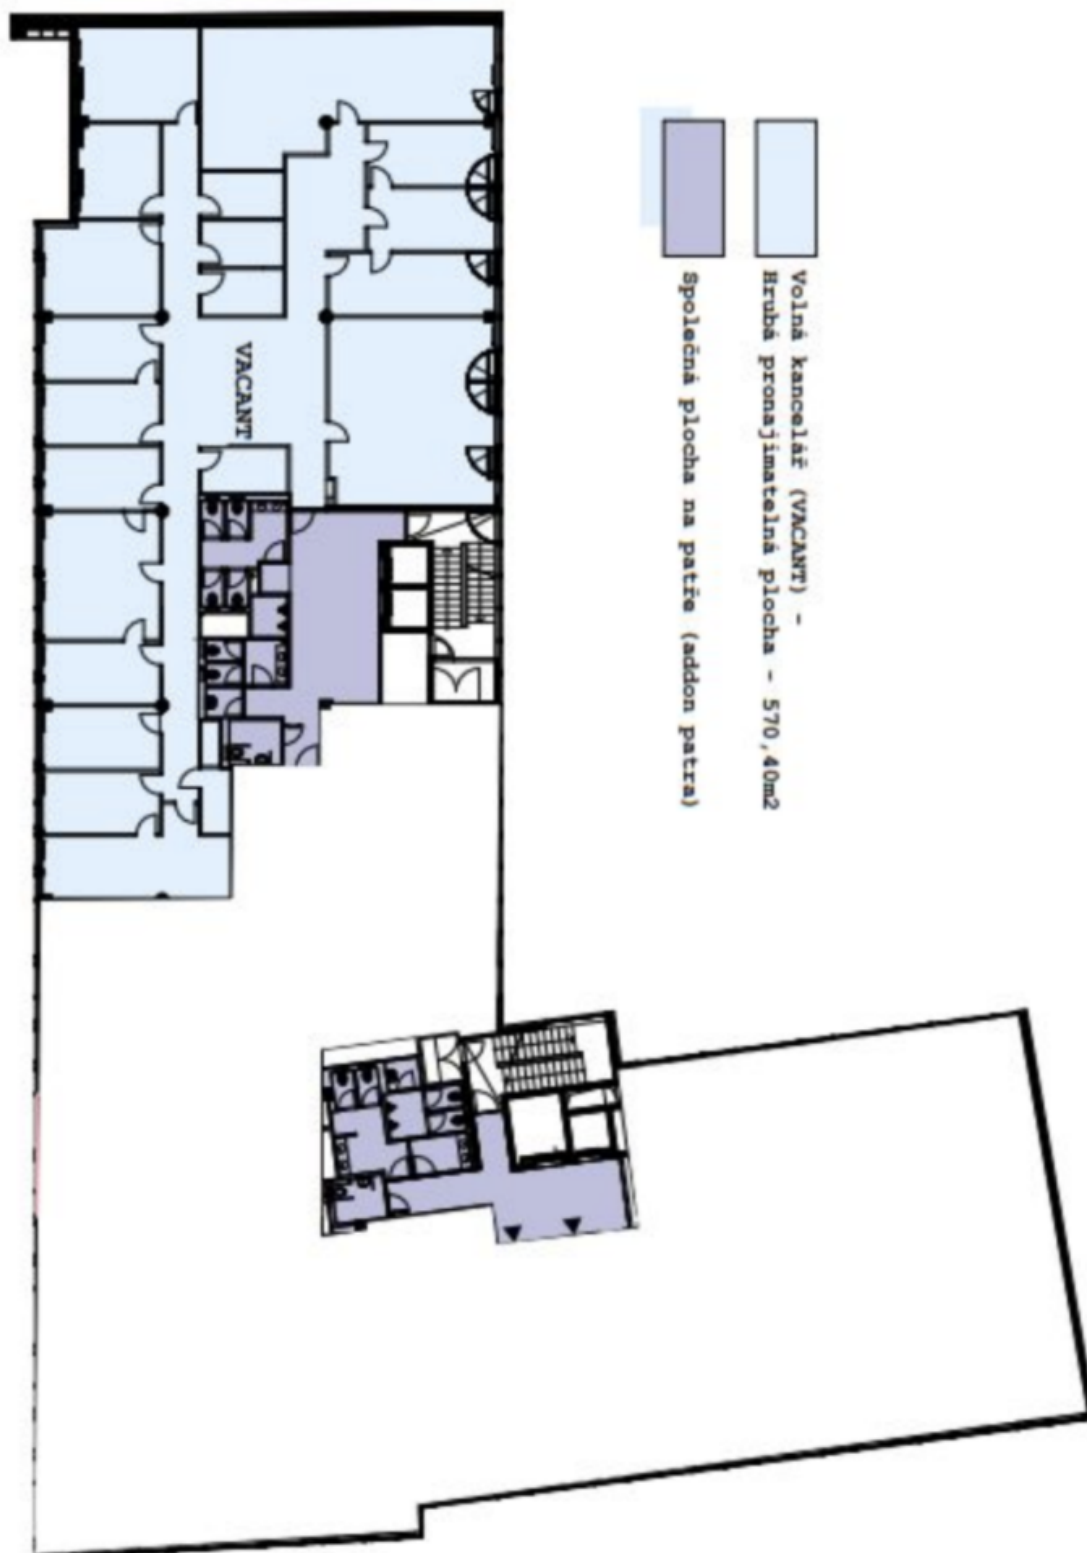 Volná kancelář (VACANT) -
Hrubá pronajímatelná plocha - 570,40m2
Společná plocha na patře (addon patra)
VACANT